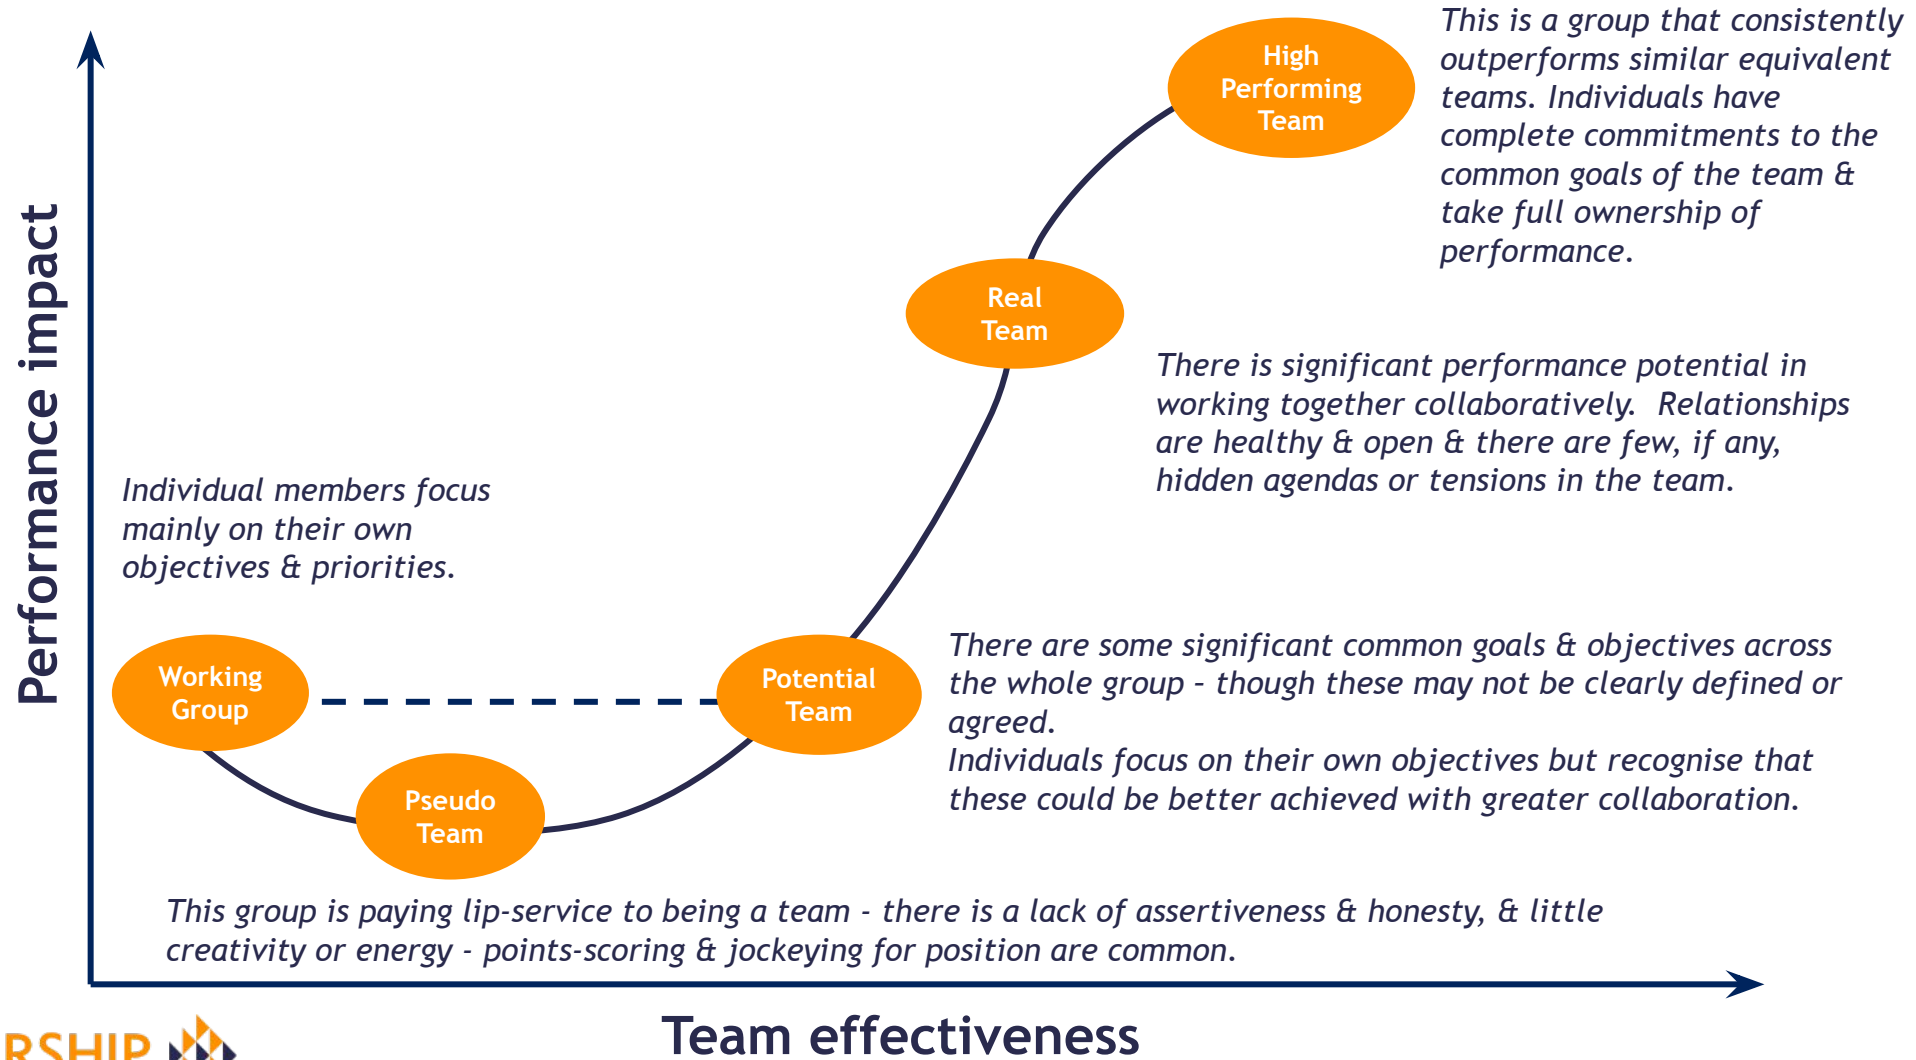 This is a group that consistently
outperforms similar equivalent
teams. Individuals have
complete commitments to the
common goals of the team &
take full ownership of
performance.
High
Performing
Team
Real
Team
There is significant performance potential in
working together collaboratively. Relationships
are healthy & open & there are few, if any,
hidden agendas or tensions in the team.
Performance impact
Individual members focus
mainly on their own
objectives & priorities.
Working
Group
Potential
Team
There are some significant common goals & objectives across
the whole group – though these may not be clearly defined or
agreed.
Individuals focus on their own objectives but recognise that
these could be better achieved with greater collaboration.
Pseudo
Team
This group is paying lip-service to being a team - there is a lack of assertiveness & honesty, & little
creativity or energy - points-scoring & jockeying for position are common.
Team effectiveness
RSHIP